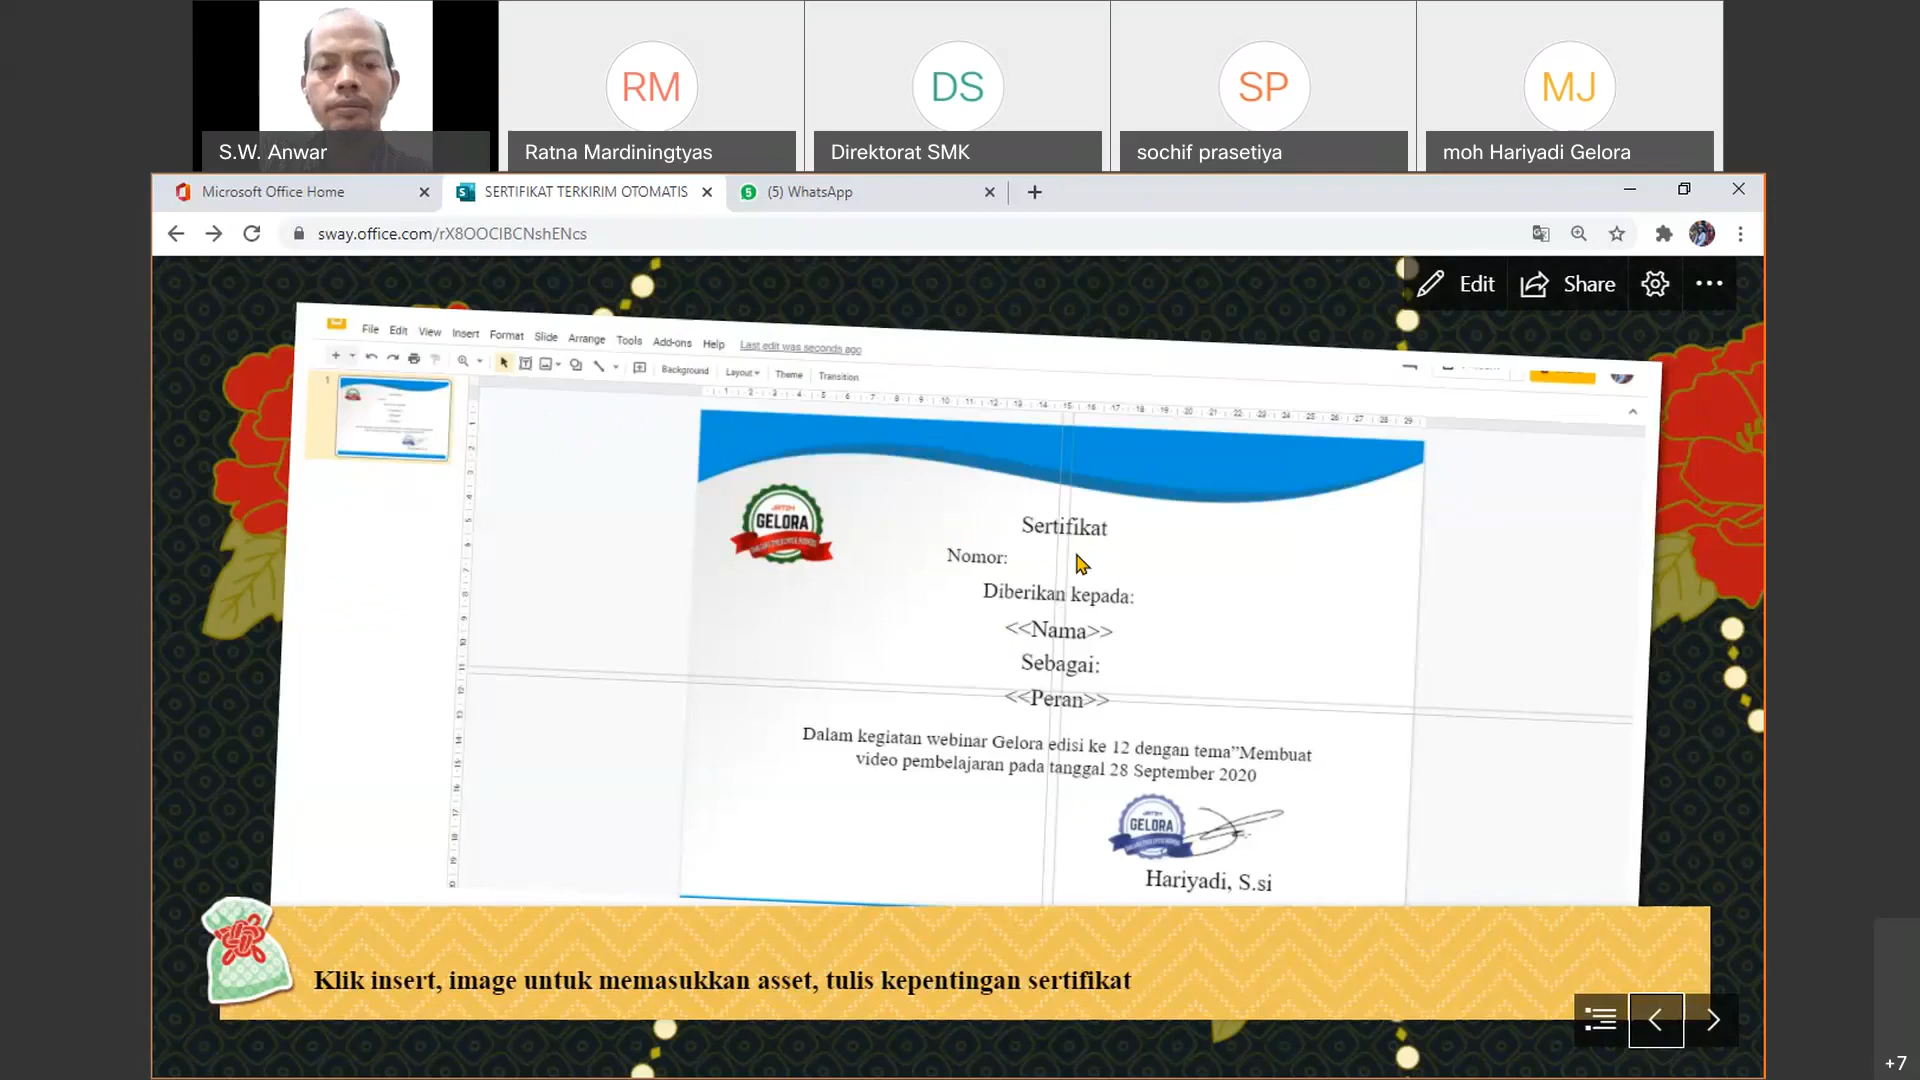 RM
DS
SP
MJ
S.W. Anwar
Ratna Mardiningtyas
Direktorat SMK
sochif prasetiya
moh Hariyadi Gelora
Microsoft Office Home
SERTIFIKAT TERKIRIM OTOMATIS
(5) WhatsApp
sway.office.com/rX8OOCIBCNshENcs
Edit
Share
File Edit View Insert Format Slide Arrange Tools Add-ons Help Last edit was seconds ago
Background Layout Theme Transition
1
GELORA
Sertifikat
Nomor:
Diberikan kepada:
<<Nama>>
Sebagai:
<<Peran>>
Dalam kegiatan webinar Gelora edisi ke 12 dengan tema”Membuat
video pembelajaran pada tanggal 28 September 2020
GELORA
Hariyadi, S.si
Klik insert, image untuk memasukkan asset, tulis kepentingan sertifikat
+7